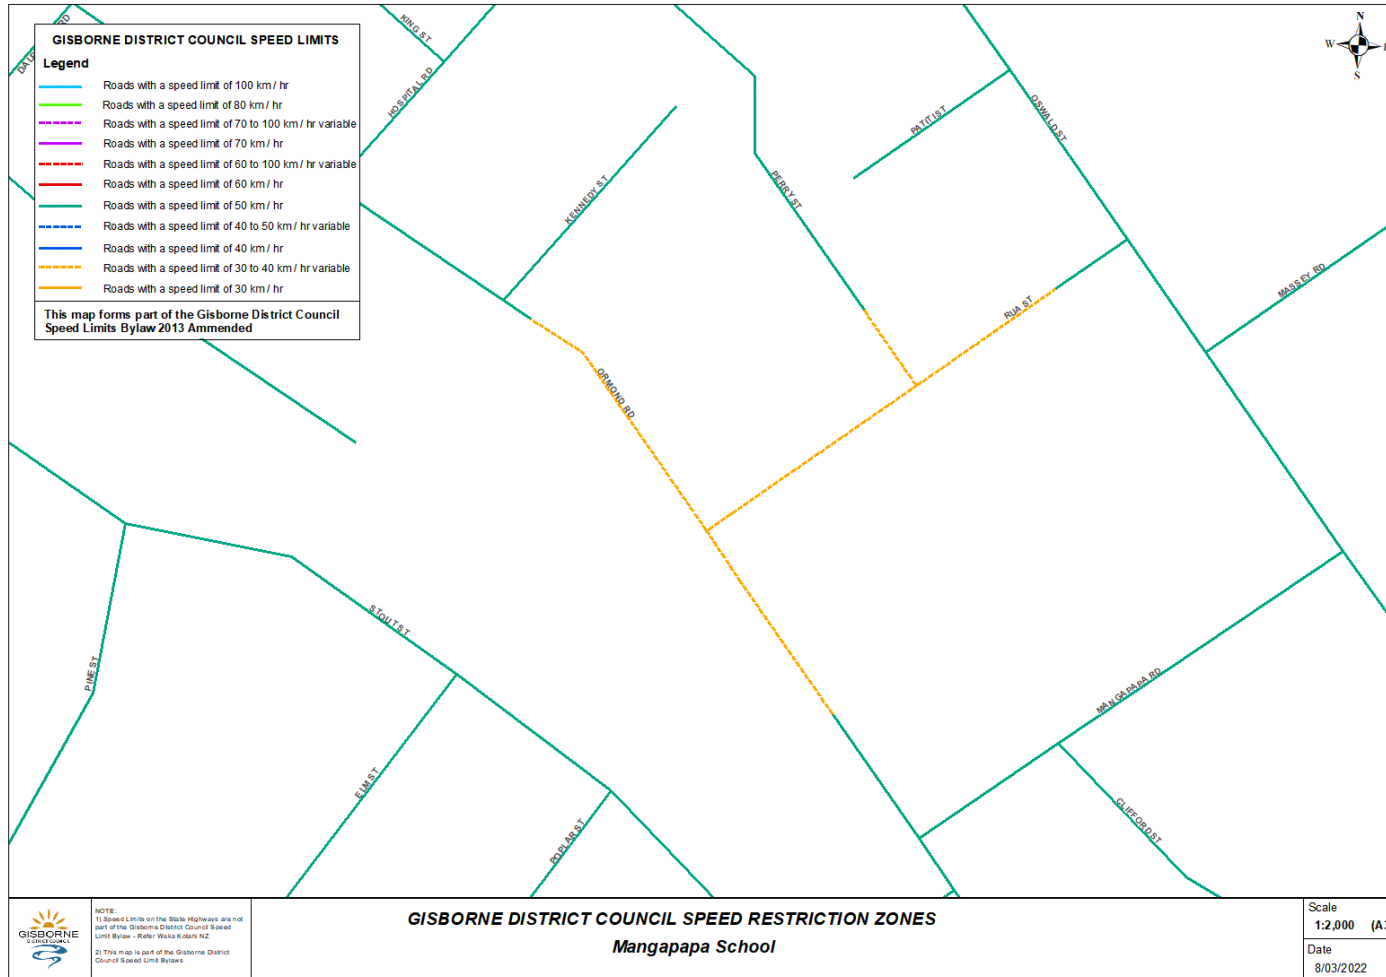 GISBORNE DISTRICT COUNCIL SPEED LIMITS
Legend
Roads with a speed limit of 100 km / hr
Roads with a speed limit of 80 km / hr
Roads with a speed limit of 70 to 100 km / hr variable
Roads with a speed limit of 70 km / hr
Roads with a speed limit of 60 to 100 km / hr variable
Roads with a speed limit of 60 km / hr
Roads with a speed limit of 50 km / hr
Roads with a speed limit of 40 to 50 km / hr variable
Roads with a speed limit of 40 km / hr
Roads with a speed limit of 30 to 40 km / hr variable
Roads with a speed limit of 30 km / hr
This map forms part of the Gisborne District Council
Speed Limits Bylaw 2013 Ammended
RD
KING ST
HOSPITAL RD
KENNEDY ST
PERRY ST
PATITI ST
OSWALD ST
N
W
S
MASSEY RD
RUA ST
ORMOND RD
STOUT ST
PINE ST
ELM ST
POPLAR ST
MANGAPAPA RD
CLIFFORD ST
GISBORNE
DISTRICT COUNCIL
NOTE:
1) Speed Limits on the State Highways are not
part of the Gisborne District Council Speed
Limit Bylaw - Refer Waka Kotahi NZ
2) This map is part of the Gisborne District
Council Speed Limit Bylaws
GISBORNE DISTRICT COUNCIL SPEED RESTRICTION ZONES
Mangapapa School
Scale
1:2,000 (A3
Date
8/03/2022